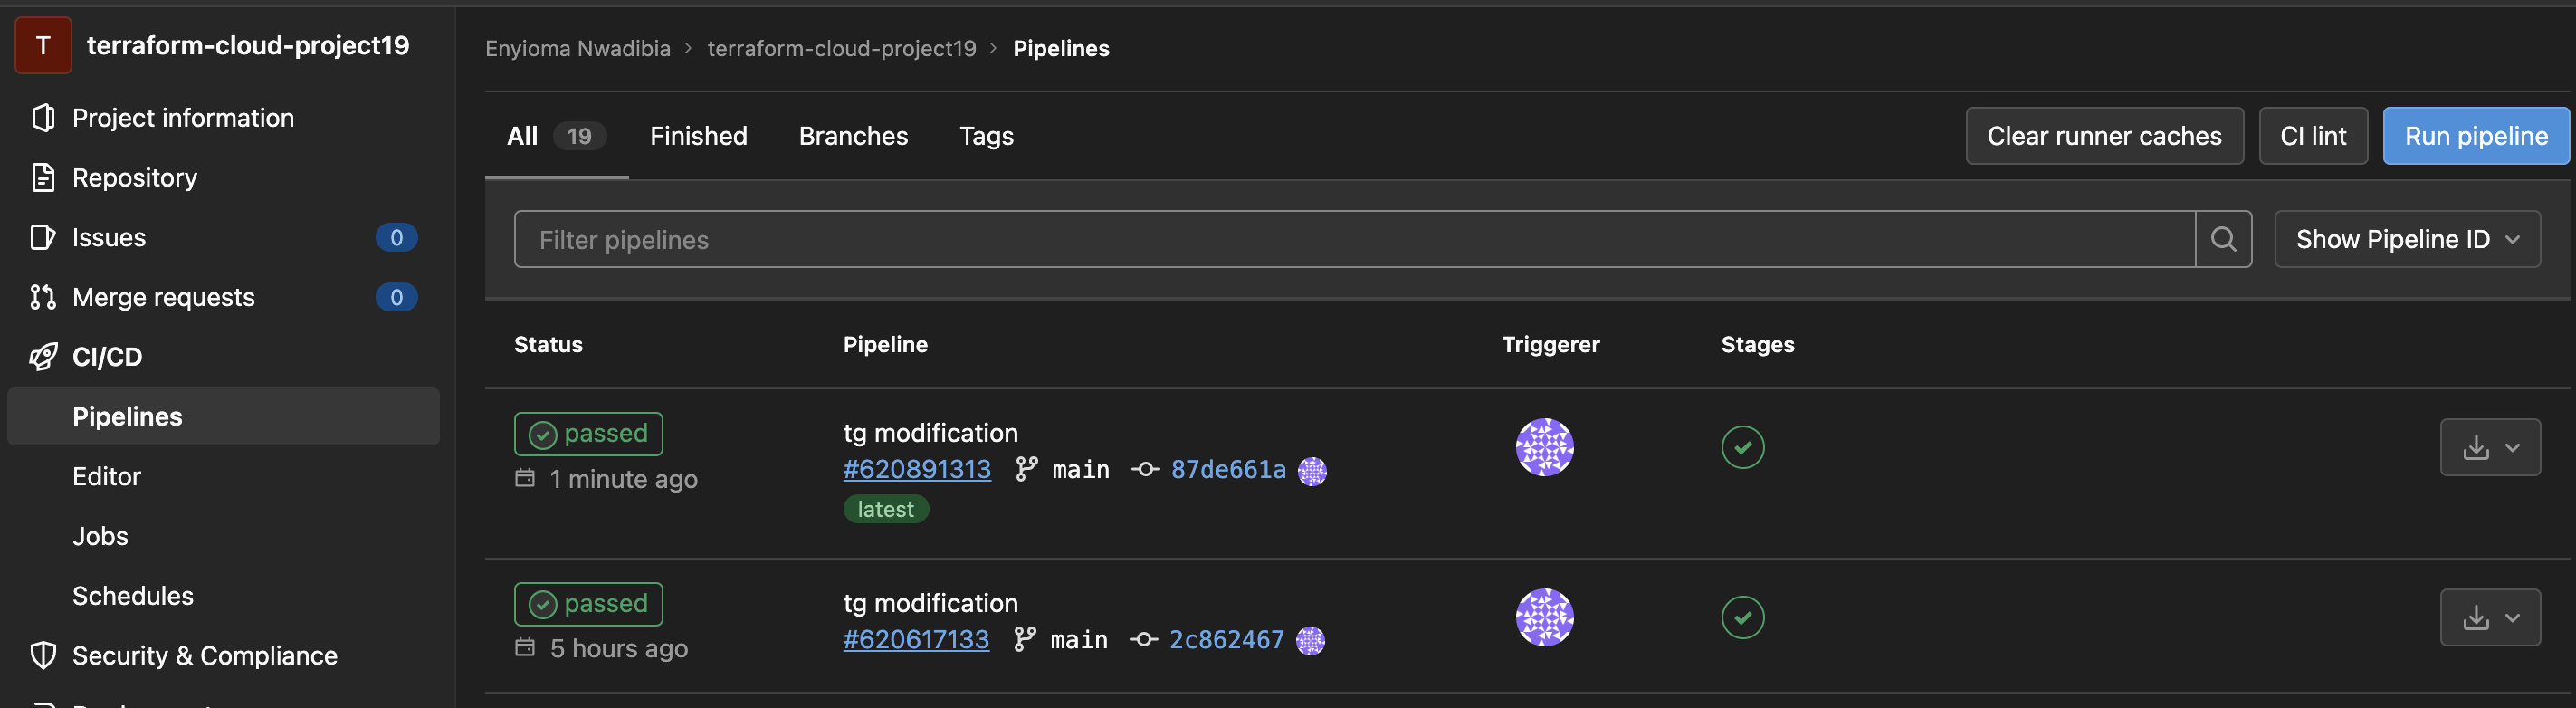 T terraform-cloud-project19
Project information
Repository
Issues 0
Merge requests 0
CI/CD
Pipelines
Editor
Jobs
Schedules
Security & Compliance
Enyioma Nwadibia > terraform-cloud-project19 > Pipelines
All 19 Finished Branches Tags Clear runner caches CI lint Run pipeline
Filter pipelines Show Pipeline ID
Status Pipeline Triggerer Stages
passed tg modification
#620891313 main 87de661a
1 minute ago
latest
passed tg modification
#620617133 main 2c862467
5 hours ago